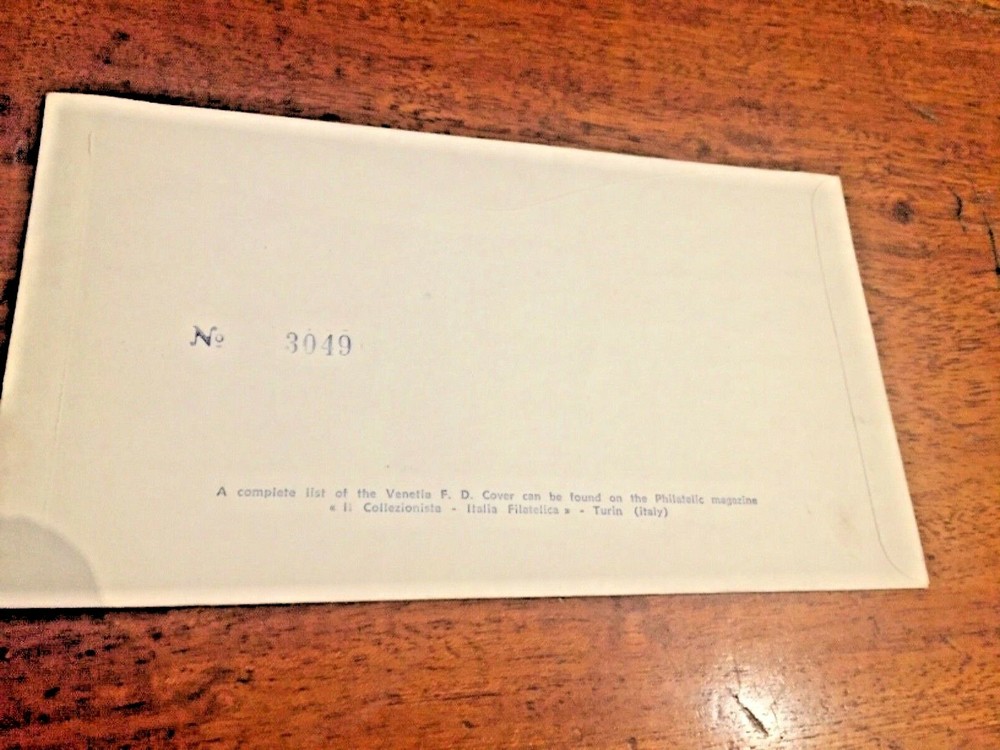 Nº 3049
A complete list of the Venetia F. D. Cover can be found on the Philatelic magazine
« Il Collezionista - Italia Filatelica » - Turin (Italy)